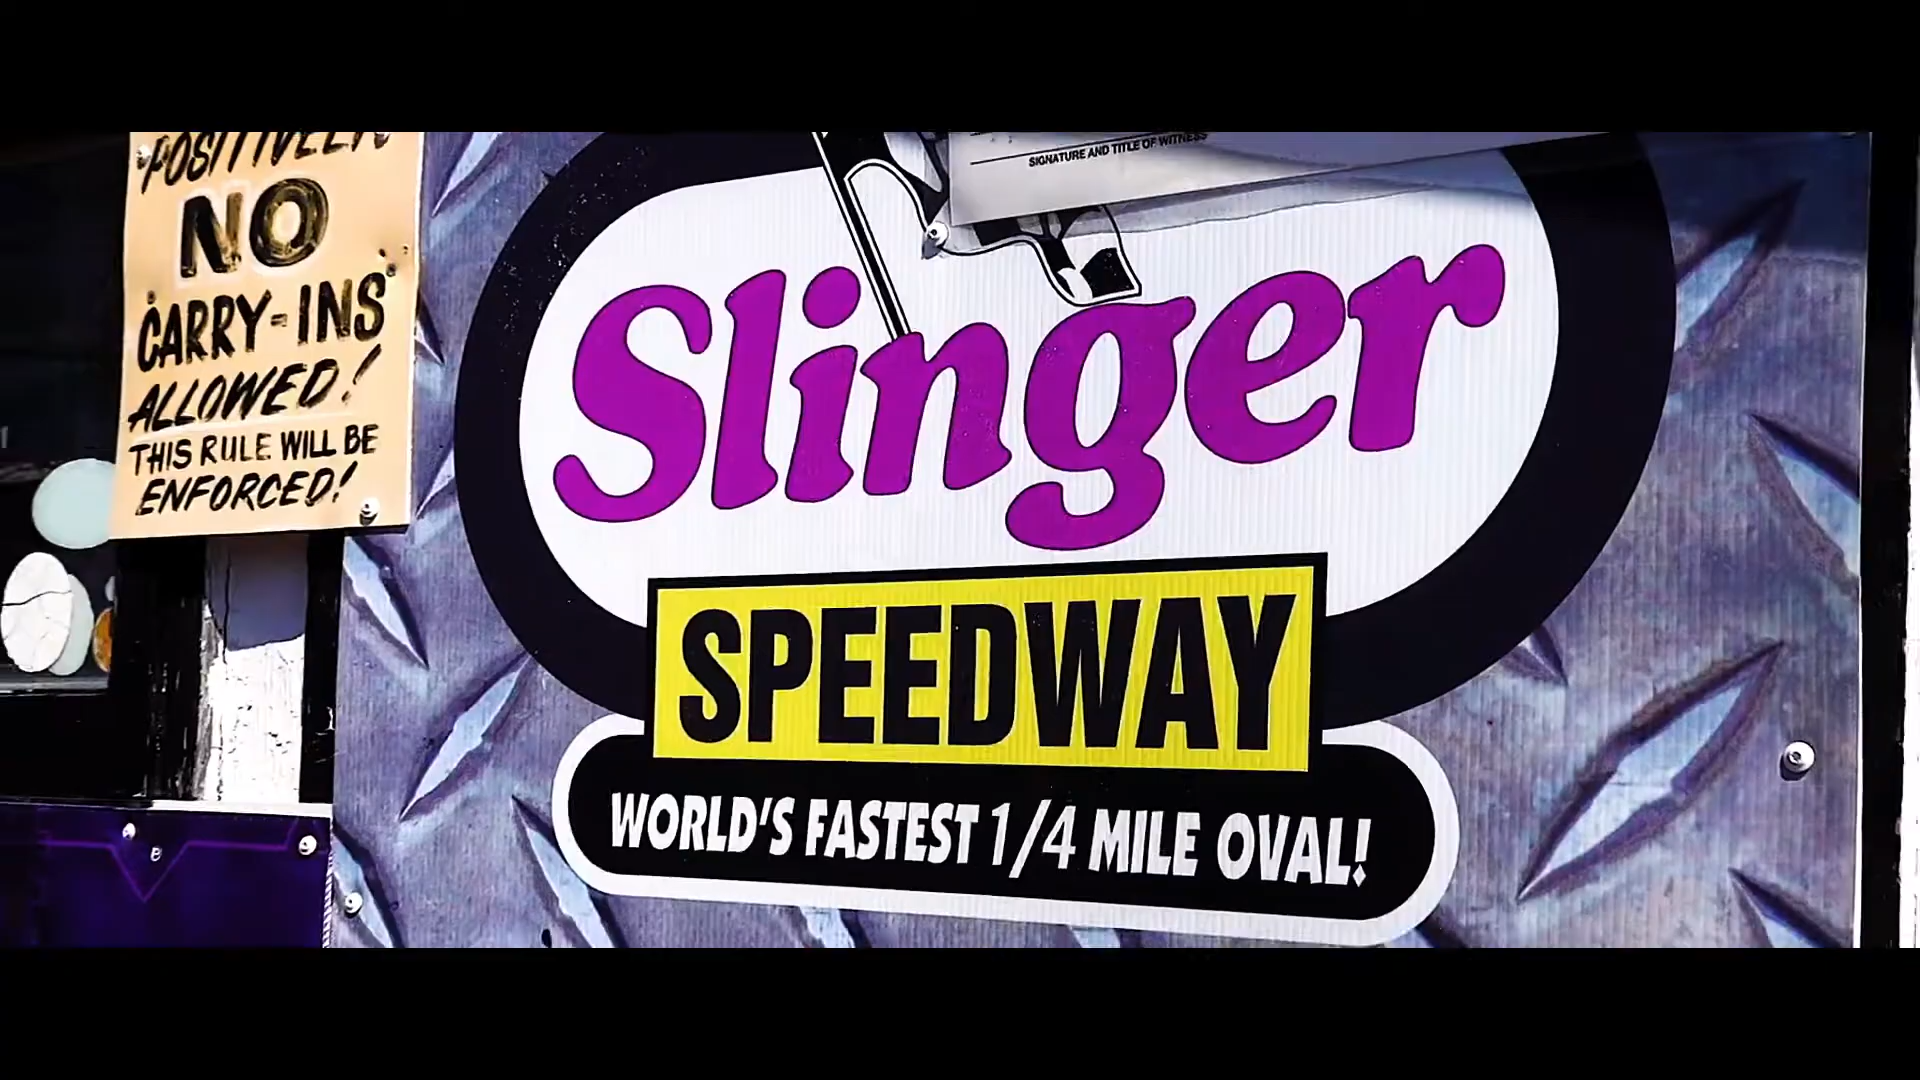 POSITIVELY
NO
CARRY-INS
ALLOWED!
THIS RULE WILL BE
ENFORCED!
SIGNATURE AND TITLE OF WITNESS
Slinger
SPEEDWAY
WORLD'S FASTEST 1/4 MILE OVAL!